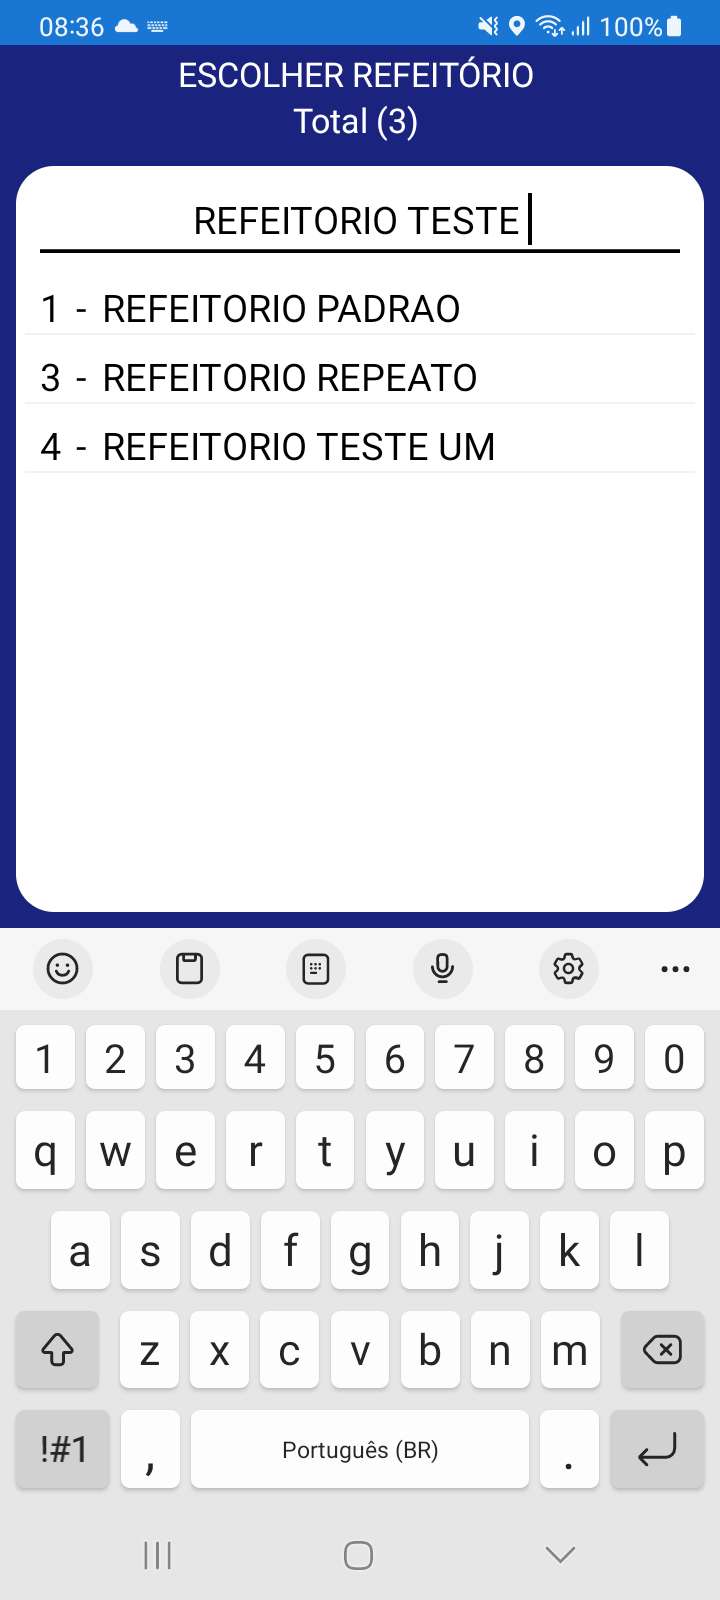 08:36 100%
ESCOLHER REFEITÓRIO
Total (3)
REFEITORIO TESTE
1 - REFEITORIO PADRAO
3 - REFEITORIO REPEATO
4 - REFEITORIO TESTE UM
1 2 3 4 5 6 7 8 9 0
q w e r t y u i o p
a s d f g h j k l
z x c v b n m
!#1 , Português (BR) .